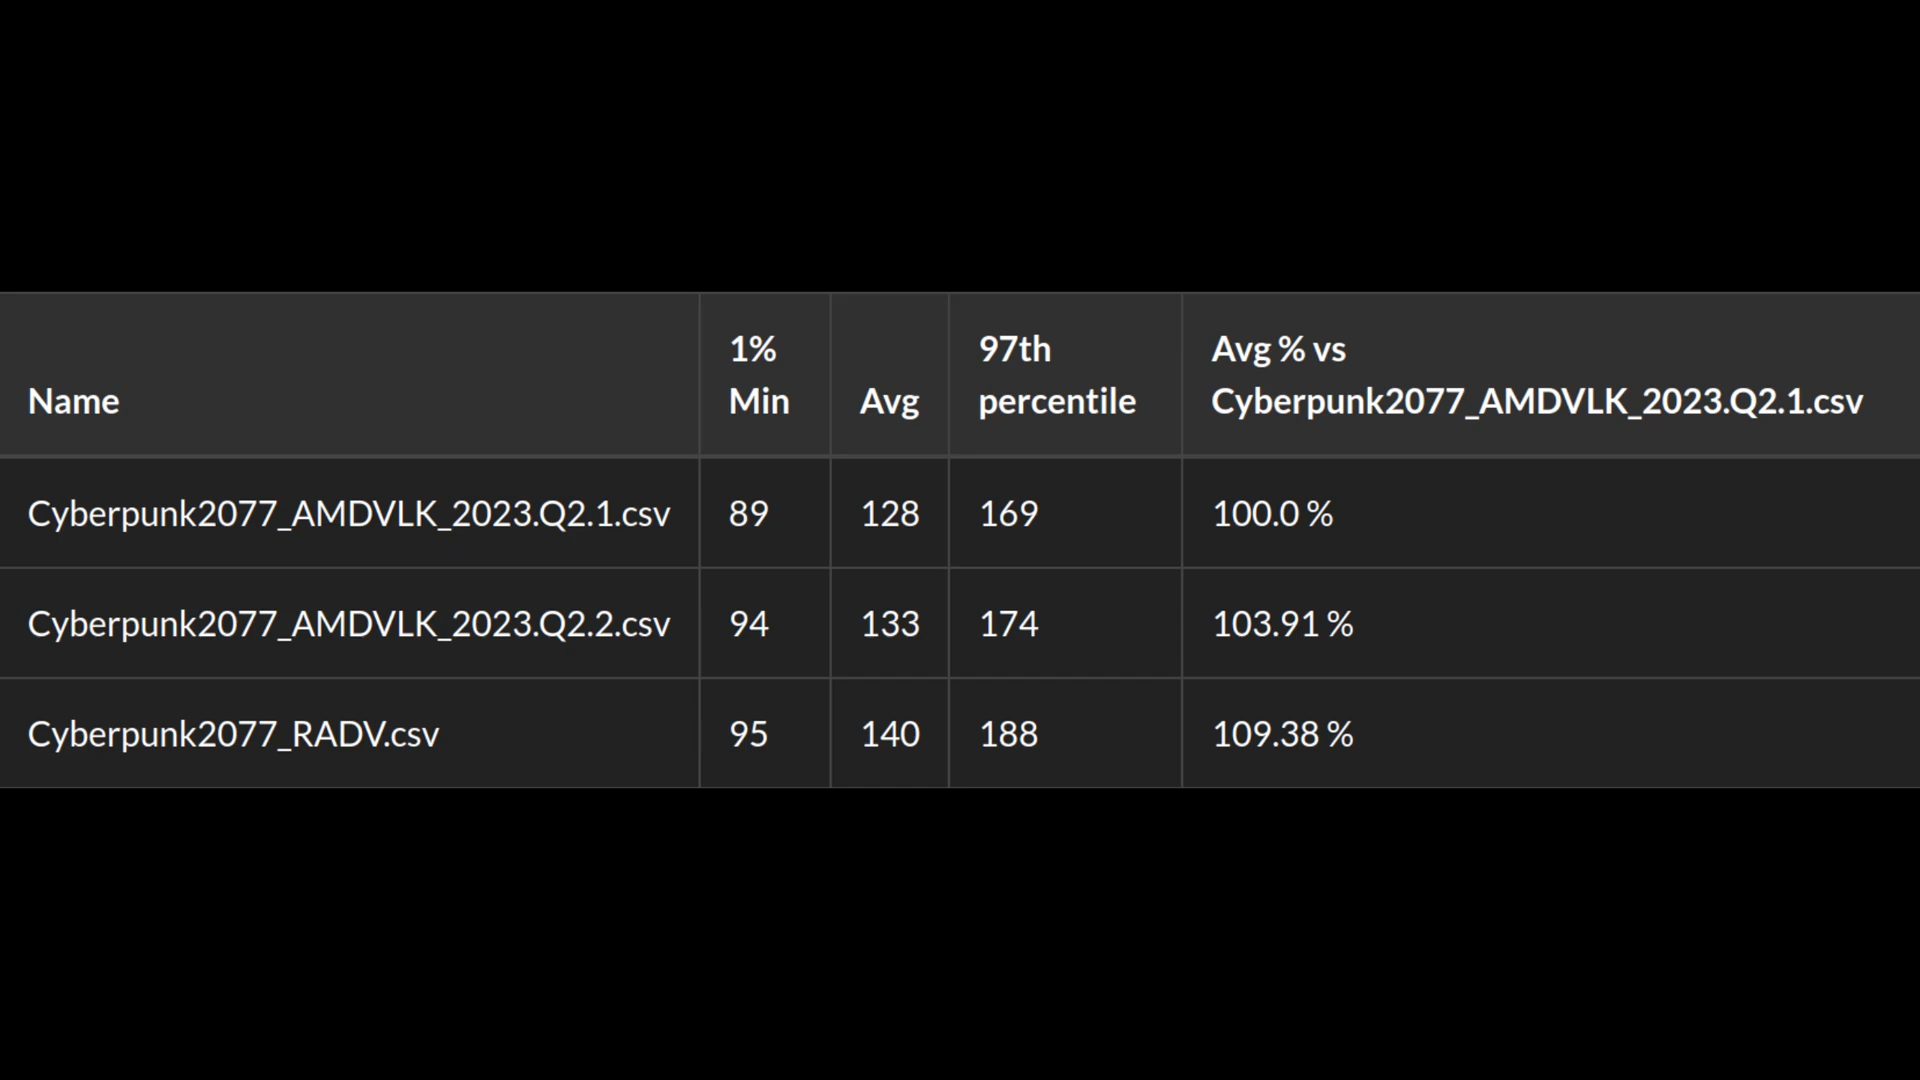 Name
1%
Min
Avg
97th
percentile
Avg % vs
Cyberpunk2077_AMDVLK_2023.Q2.1.csv
Cyberpunk2077_AMDVLK_2023.Q2.1.csv 89 128 169 100.0 %
Cyberpunk2077_AMDVLK_2023.Q2.2.csv 94 133 174 103.91 %
Cyberpunk2077_RADV.csv 95 140 188 109.38 %